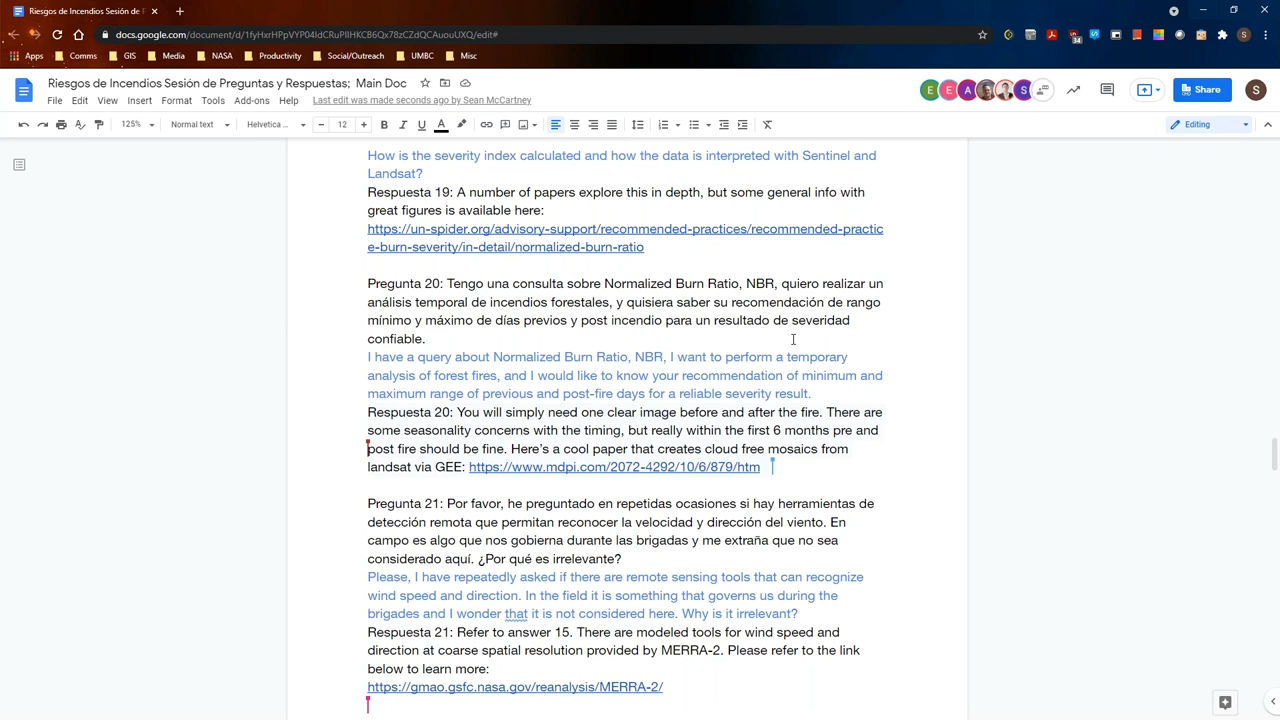 Riesgos de Incendios Sesión de F
docs.google.com/document/d/1fyHxrHPpVYP04IdCRuPIlHKCB6Qx78zCZdQCAuouUXQ/edit#
Apps Comms GIS Media NASA Productivity Social/Outreach UMBC Misc
Riesgos de Incendios Sesión de Preguntas y Respuestas; Main Doc
File Edit View Insert Format Tools Add-ons Help Last edit was made seconds ago by Sean McCartney
Share
125% Normal text Helvetica ... 12 Editing
How is the severity index calculated and how the data is interpreted with Sentinel and
Landsat?
Respuesta 19: A number of papers explore this in depth, but some general info with
great figures is available here:
https://un-spider.org/advisory-support/recommended-practices/recommended-practic
e-burn-severity/in-detail/normalized-burn-ratio
Pregunta 20: Tengo una consulta sobre Normalized Burn Ratio, NBR, quiero realizar un
análisis temporal de incendios forestales, y quisiera saber su recomendación de rango
mínimo y máximo de días previos y post incendio para un resultado de severidad
confiable.
I have a query about Normalized Burn Ratio, NBR, I want to perform a temporary
analysis of forest fires, and I would like to know your recommendation of minimum and
maximum range of previous and post-fire days for a reliable severity result.
Respuesta 20: You will simply need one clear image before and after the fire. There are
some seasonality concerns with the timing, but really within the first 6 months pre and
post fire should be fine. Here's a cool paper that creates cloud free mosaics from
landsat via GEE: https://www.mdpi.com/2072-4292/10/6/879/htm
Pregunta 21: Por favor, he preguntado en repetidas ocasiones si hay herramientas de
detección remota que permitan reconocer la velocidad y dirección del viento. En
campo es algo que nos gobierna durante las brigadas y me extraña que no sea
considerado aquí. ¿Por qué es irrelevante?
Please, I have repeatedly asked if there are remote sensing tools that can recognize
wind speed and direction. In the field it is something that governs us during the
brigades and I wonder that it is not considered here. Why is it irrelevant?
Respuesta 21: Refer to answer 15. There are modeled tools for wind speed and
direction at coarse spatial resolution provided by MERRA-2. Please refer to the link
below to learn more:
https://gmao.gsfc.nasa.gov/reanalysis/MERRA-2/